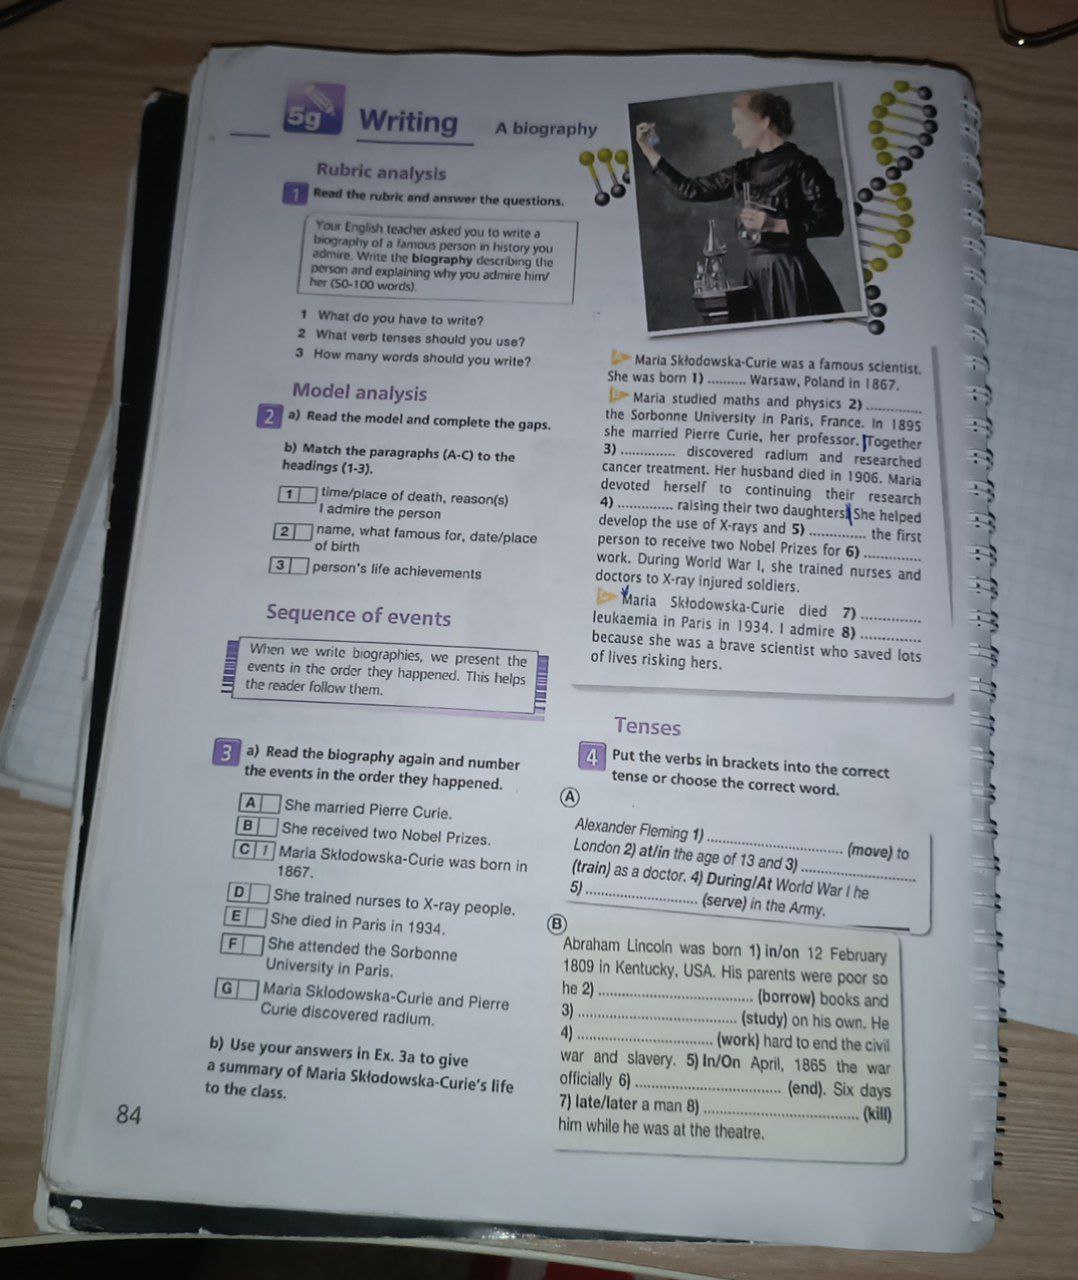 5g Writing A biography
Rubric analysis
1 Read the rubric and answer the questions.
Your English teacher asked you to write a
biography of a famous person in history you
admire. Write the biography describing the
person and explaining why you admire him/
her (50-100 words).
1 What do you have to write?
2 What verb tenses should you use?
3 How many words should you write?
Model analysis
2 a) Read the model and complete the gaps.
b) Match the paragraphs (A-C) to the
headings (1-3).
1 time/place of death, reason(s)
I admire the person
2 name, what famous for, date/place
of birth
3 person's life achievements
Sequence of events
When we write biographies, we present the
events in the order they happened. This helps
the reader follow them.
3 a) Read the biography again and number
the events in the order they happened.
A She married Pierre Curie.
B She received two Nobel Prizes.
C 1 Maria Skłodowska-Curie was born in
1867.
D She trained nurses to X-ray people.
E She died in Paris in 1934.
F She attended the Sorbonne
University in Paris.
G Maria Sklodowska-Curie and Pierre
Curie discovered radium.
b) Use your answers in Ex. 3a to give
a summary of Maria Skłodowska-Curie's life
to the class.
84
A Maria Skłodowska-Curie was a famous scientist.
She was born 1) .......... Warsaw, Poland in 1867.
B Maria studied maths and physics 2) .............
the Sorbonne University in Paris, France. In 1895
she married Pierre Curie, her professor. Together
3) ............. discovered radium and researched
cancer treatment. Her husband died in 1906. Maria
devoted herself to continuing their research
4) ............. raising their two daughters. She helped
develop the use of X-rays and 5) ............. the first
person to receive two Nobel Prizes for 6) .............
work. During World War I, she trained nurses and
doctors to X-ray injured soldiers.
C Maria Skłodowska-Curie died 7) .............
leukaemia in Paris in 1934. I admire 8) .............
because she was a brave scientist who saved lots
of lives risking hers.
Tenses
4 Put the verbs in brackets into the correct
tense or choose the correct word.
A
Alexander Fleming 1) .............................. (move) to
London 2) at/in the age of 13 and 3) .........................
(train) as a doctor. 4) During/At World War I he
5) ......................... (serve) in the Army.
B
Abraham Lincoln was born 1) in/on 12 February
1809 in Kentucky, USA. His parents were poor so
he 2) .................................. (borrow) books and
3) .................................. (study) on his own. He
4) .............................. (work) hard to end the civil
war and slavery. 5) In/On April, 1865 the war
officially 6) ................................ (end). Six days
7) late/later a man 8) .................................. (kill)
him while he was at the theatre.